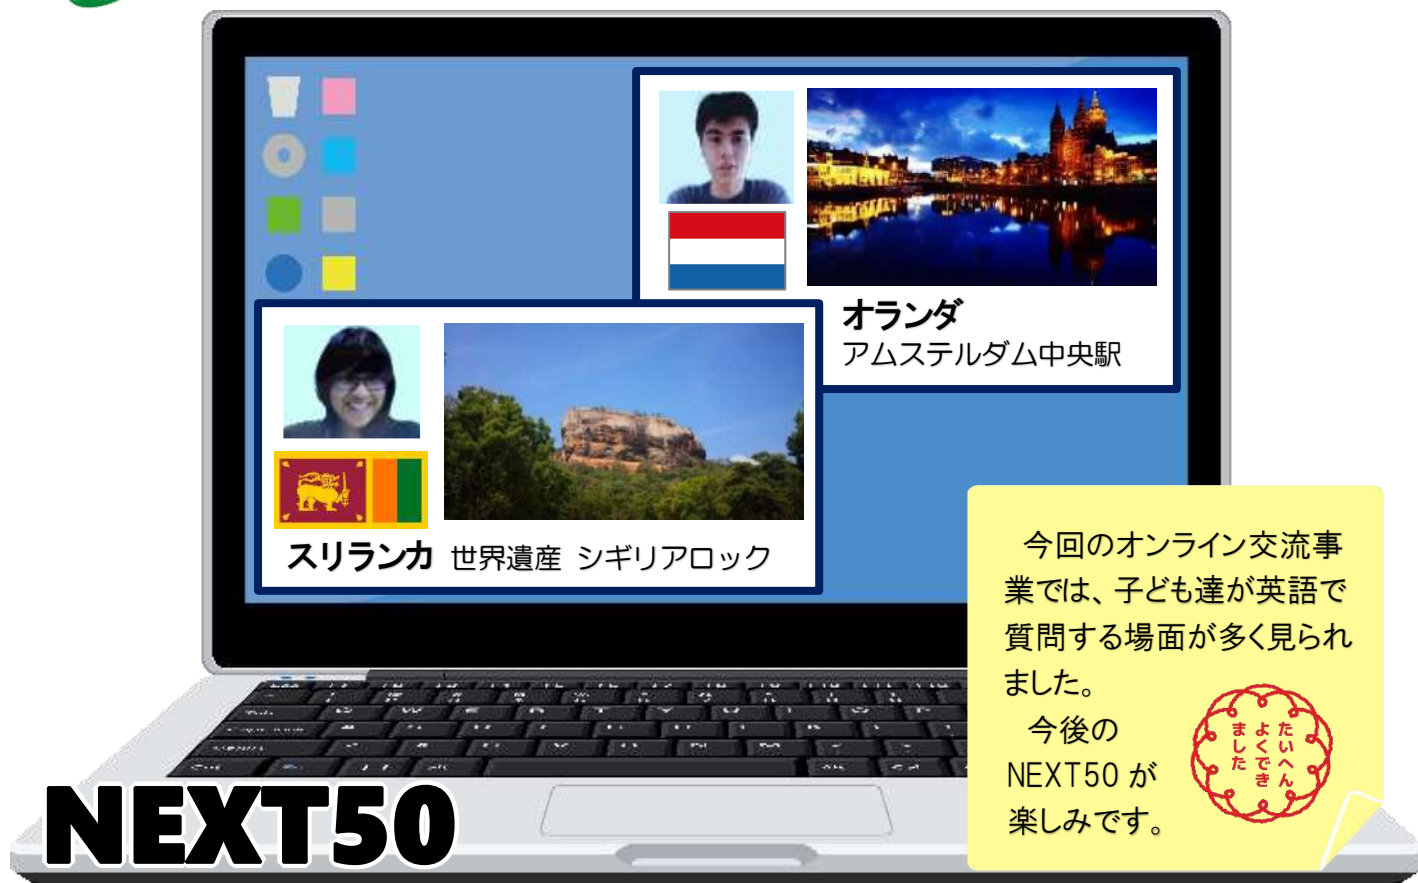 オランダ
アムステルダム中央駅
スリランカ 世界遺産 シギリアロック
今回のオンライン交流事
業では、子ども達が英語で
質問する場面が多く見られ
ました。
今後の
NEXT50 が
楽しみです。
たいへん
よくでき
ました
NEXT50